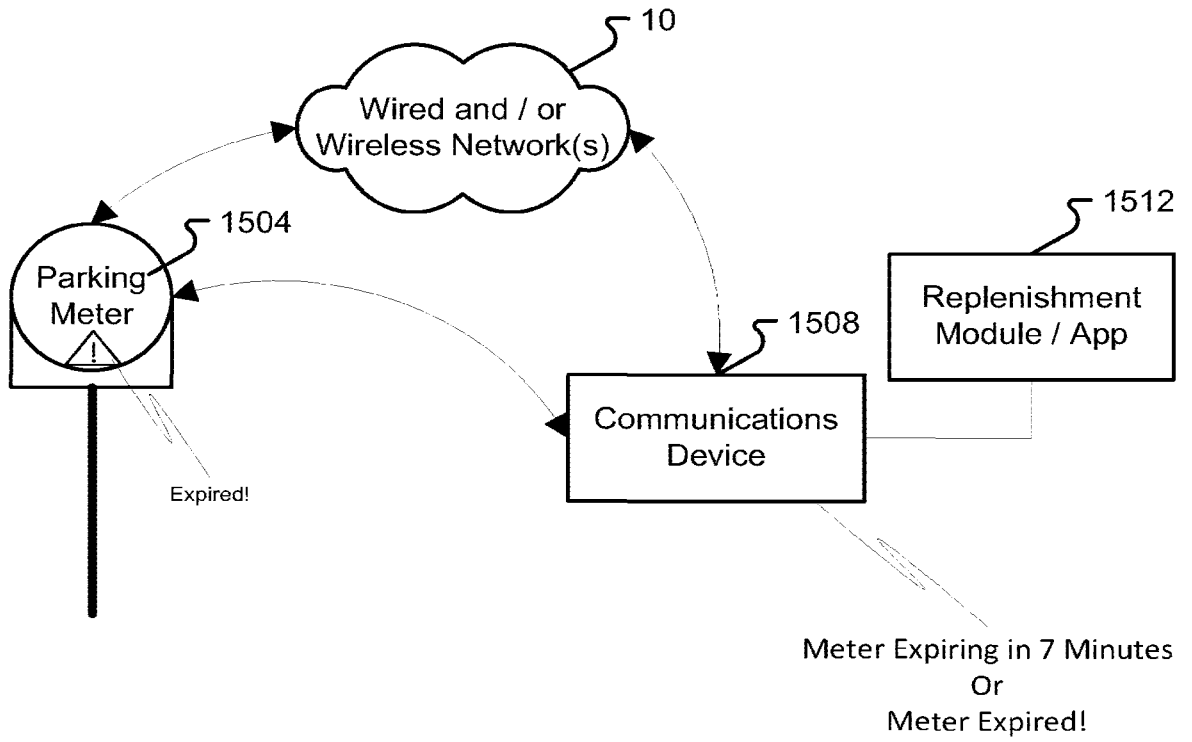 10
Wired and / or
Wireless Network(s)
1504
Parking
Meter
!
Expired!
1508
Communications
Device
1512
Replenishment
Module / App
Meter Expiring in 7 Minutes
Or
Meter Expired!